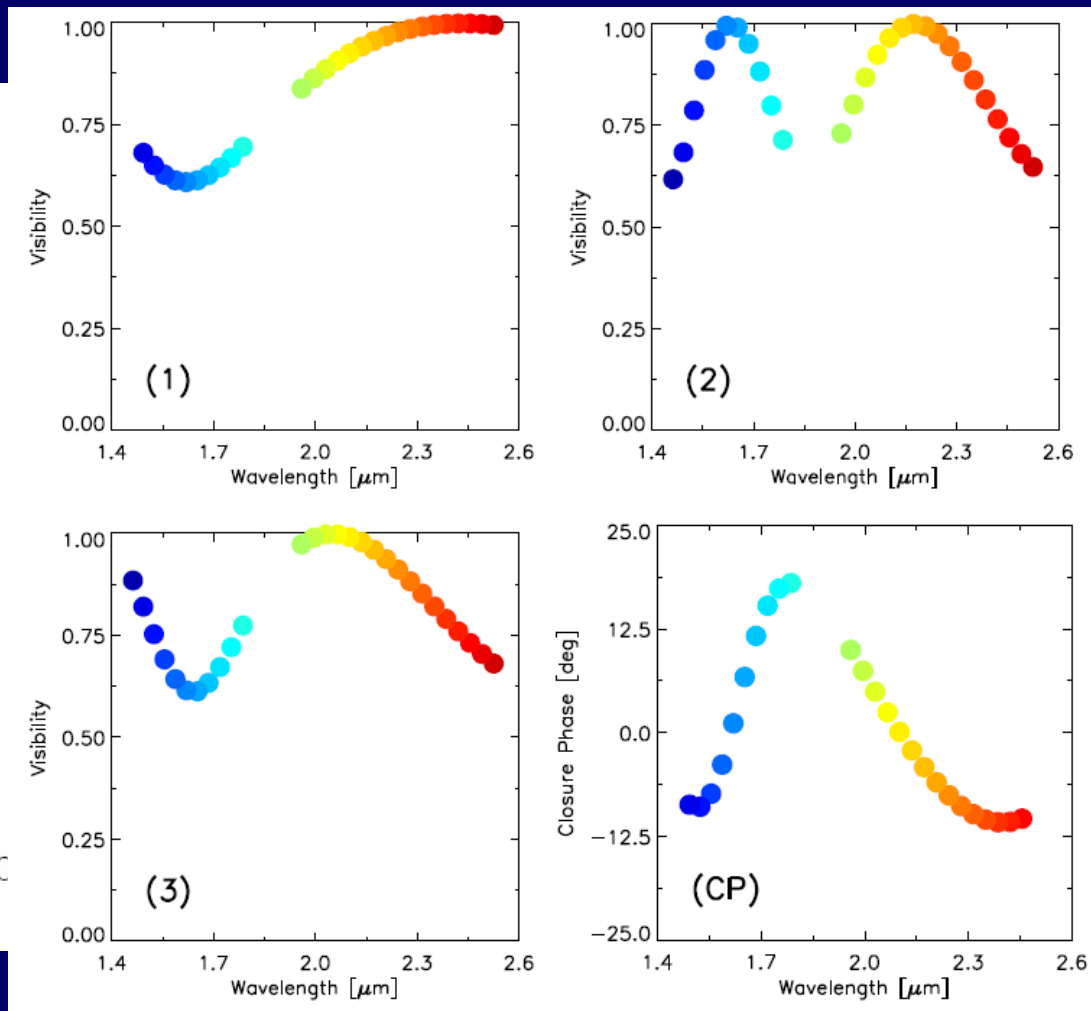 1.00
0.75
0.50
0.25
0.00
Visibility
(1)
1.4 1.7 2.0 2.3 2.6
Wavelength [μm]
1.00
0.75
0.50
0.25
0.00
Visibility
(2)
1.4 1.7 2.0 2.3 2.6
Wavelength [μm]
1.00
0.75
0.50
0.25
0.00
Visibility
(3)
1.4 1.7 2.0 2.3 2.6
Wavelength [μm]
25.0
12.5
0.0
−12.5
−25.0
Closure Phase [deg]
(CP)
1.4 1.7 2.0 2.3 2.6
Wavelength [μm]